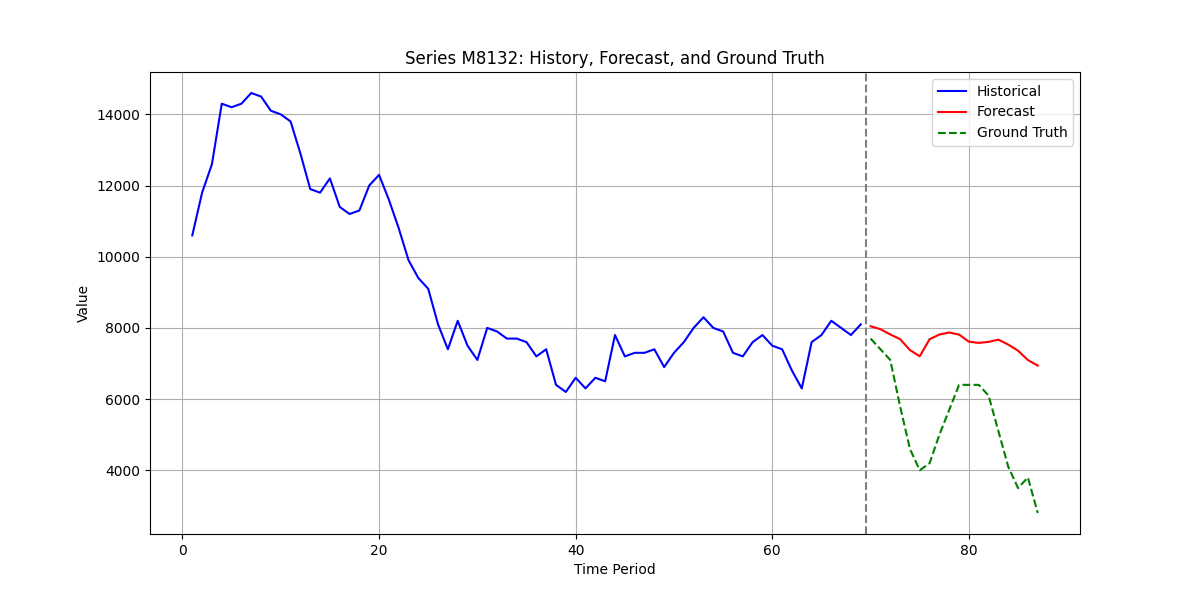 Series M8132: History, Forecast, and Ground Truth
Historical
Forecast
Ground Truth
14000
12000
10000
8000
6000
4000
Value
0 20 40 60 80
Time Period